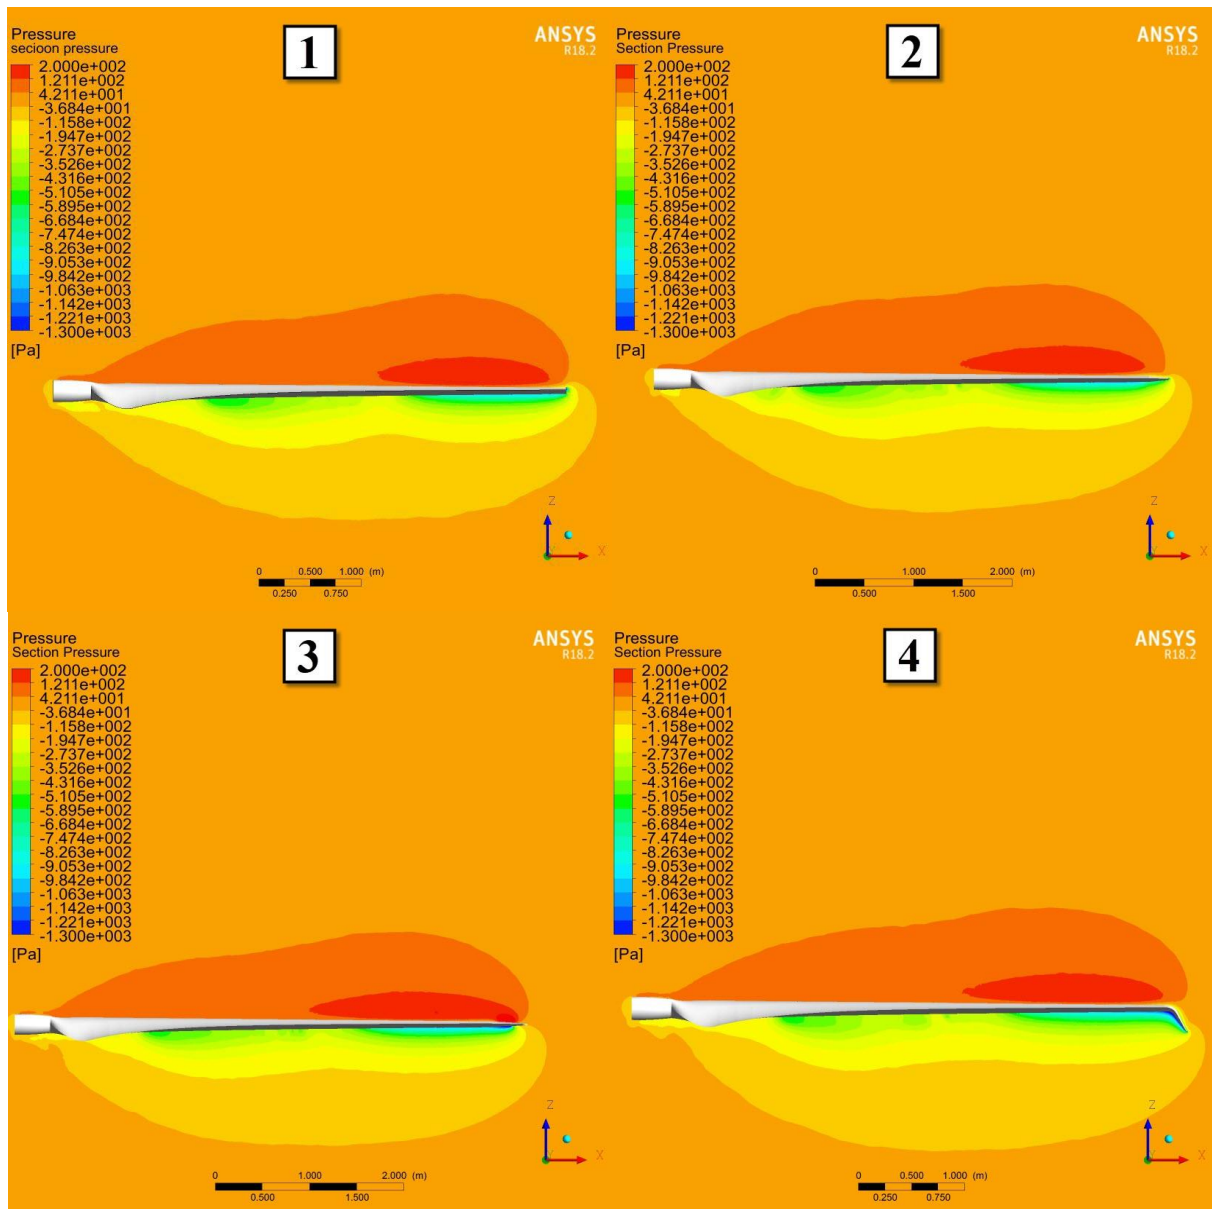 Pressure
secioon pressure
1
ANSYS
R18.2
2.000e+002
1.211e+002
4.211e+001
-3.684e+001
-1.158e+002
-1.947e+002
-2.737e+002
-3.526e+002
-4.316e+002
-5.105e+002
-5.895e+002
-6.684e+002
-7.474e+002
-8.263e+002
-9.053e+002
-9.842e+002
-1.063e+003
-1.142e+003
-1.221e+003
-1.300e+003
[Pa]
Z
X
0 0.500 1.000 (m)
0.250 0.750
Pressure
Section Pressure
2
ANSYS
R18.2
2.000e+002
1.211e+002
4.211e+001
-3.684e+001
-1.158e+002
-1.947e+002
-2.737e+002
-3.526e+002
-4.316e+002
-5.105e+002
-5.895e+002
-6.684e+002
-7.474e+002
-8.263e+002
-9.053e+002
-9.842e+002
-1.063e+003
-1.142e+003
-1.221e+003
-1.300e+003
[Pa]
Z
X
0 1.000 2.000 (m)
0.500 1.500
Pressure
Section Pressure
3
ANSYS
R18.2
2.000e+002
1.211e+002
4.211e+001
-3.684e+001
-1.158e+002
-1.947e+002
-2.737e+002
-3.526e+002
-4.316e+002
-5.105e+002
-5.895e+002
-6.684e+002
-7.474e+002
-8.263e+002
-9.053e+002
-9.842e+002
-1.063e+003
-1.142e+003
-1.221e+003
-1.300e+003
[Pa]
Z
X
0 1.000 2.000 (m)
0.500 1.500
Pressure
Section Pressure
4
ANSYS
R18.2
2.000e+002
1.211e+002
4.211e+001
-3.684e+001
-1.158e+002
-1.947e+002
-2.737e+002
-3.526e+002
-4.316e+002
-5.105e+002
-5.895e+002
-6.684e+002
-7.474e+002
-8.263e+002
-9.053e+002
-9.842e+002
-1.063e+003
-1.142e+003
-1.221e+003
-1.300e+003
[Pa]
Z
X
0 0.500 1.000 (m)
0.250 0.750